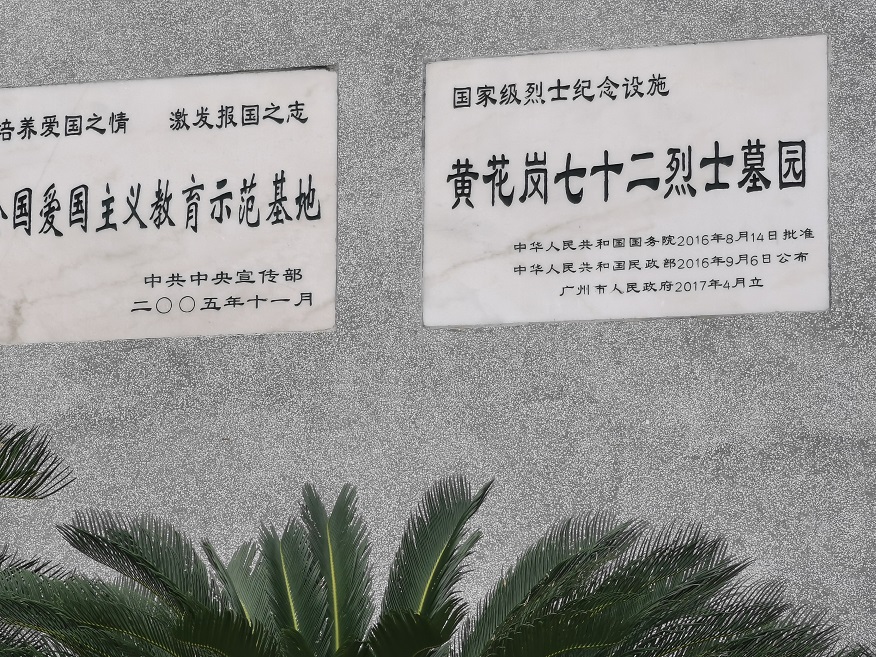 培养爱国之情 激发报国之志
全国爱国主义教育示范基地
中共中央宣传部
二〇〇五年十一月
国家级烈士纪念设施
黄花岗七十二烈士墓园
中华人民共和国国务院2016年8月14日批准
中华人民共和国民政部2016年9月6日公布
广州市人民政府2017年4月立